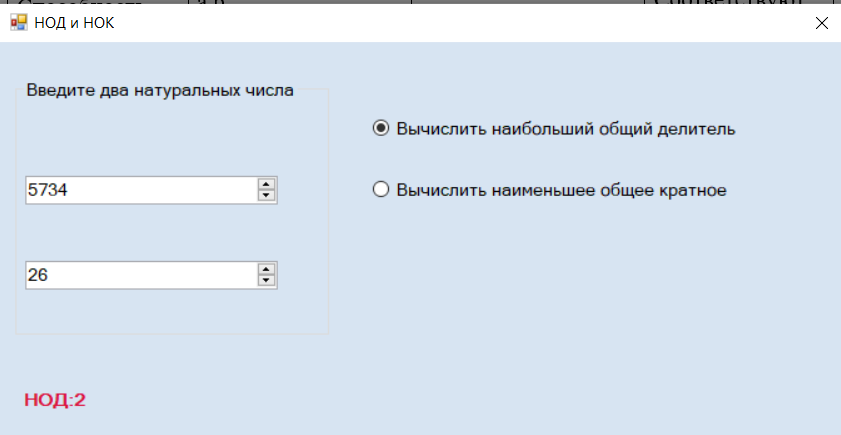 НОД и НОК
Введите два натуральных числа
Вычислить наибольший общий делитель
5734
Вычислить наименьшее общее кратное
26
НОД:2